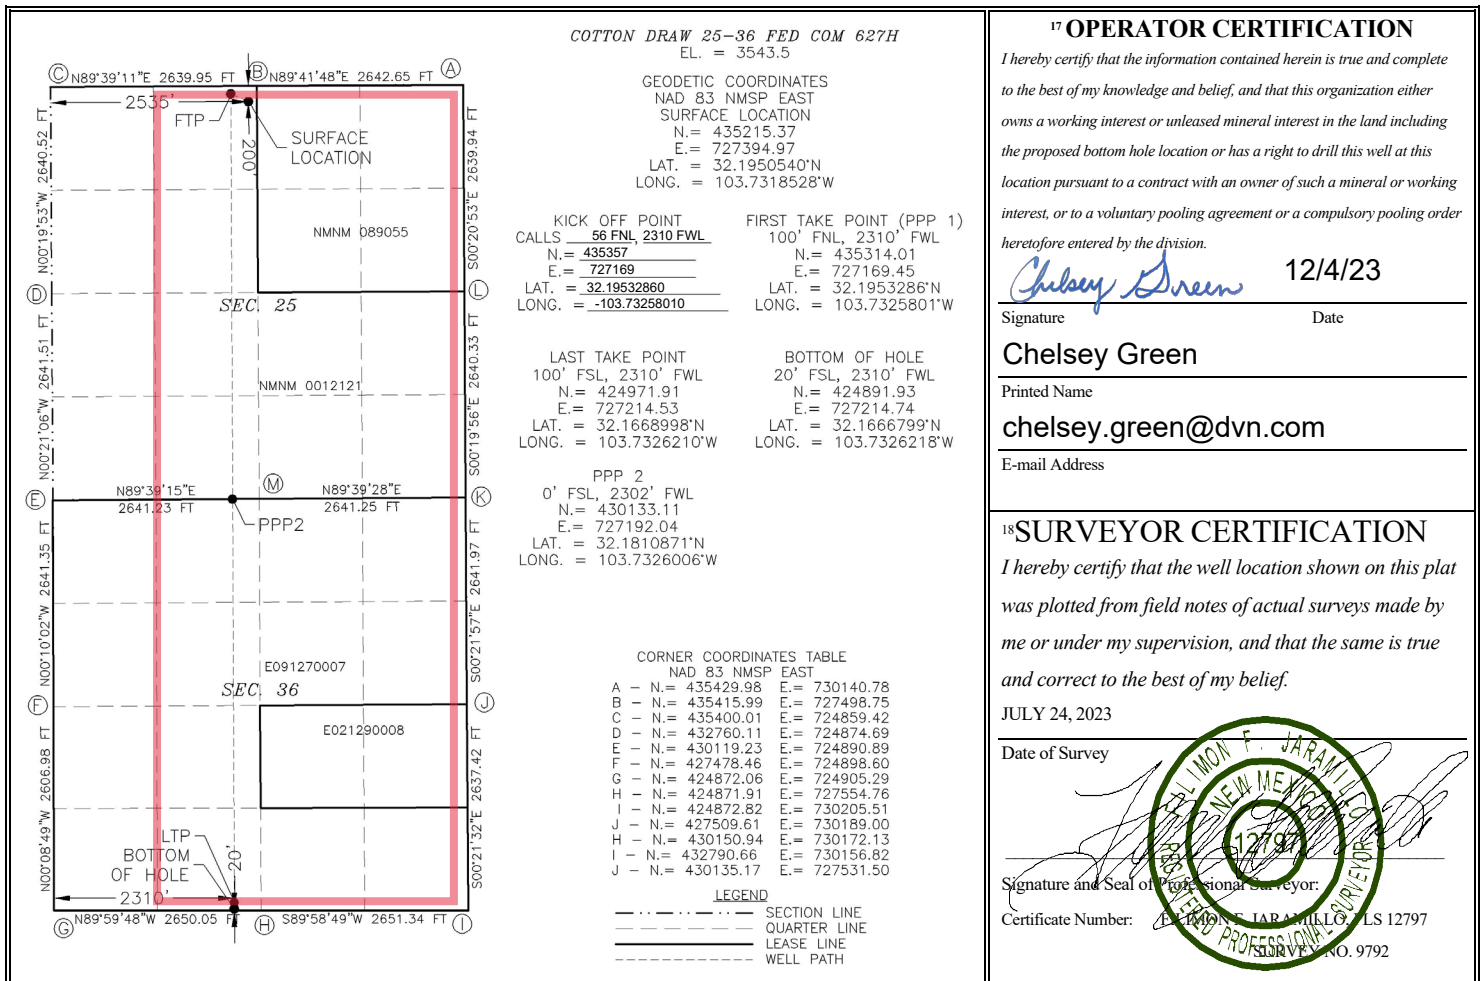 COTTON DRAW 25-36 FED COM 627H
EL. = 3543.5
GEODETIC COORDINATES
NAD 83 NMSP EAST
SURFACE LOCATION
N.= 435215.37
E.= 727394.97
LAT. = 32.1950540°N
LONG. = 103.7318528°W
KICK OFF POINT
CALLS 56 FNL, 2310 FWL
N.= 435357
E.= 727169
LAT. = 32.19532860
LONG. = -103.73258010
FIRST TAKE POINT (PPP 1)
100' FNL, 2310' FWL
N.= 435314.01
E.= 727169.45
LAT. = 32.1953286°N
LONG. = 103.7325801°W
LAST TAKE POINT
100' FSL, 2310' FWL
N.= 424971.91
E.= 727214.53
LAT. = 32.1668998°N
LONG. = 103.7326210°W
BOTTOM OF HOLE
20' FSL, 2310' FWL
N.= 424891.93
E.= 727214.74
LAT. = 32.1666799°N
LONG. = 103.7326218°W
PPP 2
0' FSL, 2302' FWL
N.= 430133.11
E.= 727192.04
LAT. = 32.1810871°N
LONG. = 103.7326006°W
CORNER COORDINATES TABLE
NAD 83 NMSP EAST
A - N.= 435429.98 E.= 730140.78
B - N.= 435415.99 E.= 727498.75
C - N.= 435400.01 E.= 724859.42
D - N.= 432760.11 E.= 724874.69
E - N.= 430119.23 E.= 724890.89
F - N.= 427478.46 E.= 724898.60
G - N.= 424872.06 E.= 724905.29
H - N.= 424871.91 E.= 727554.76
I - N.= 424872.82 E.= 730205.51
J - N.= 427509.61 E.= 730189.00
H - N.= 430150.94 E.= 730172.13
I - N.= 432790.66 E.= 730156.82
J - N.= 430135.17 E.= 727531.50
LEGEND
SECTION LINE
QUARTER LINE
LEASE LINE
WELL PATH
C N89°39'11"E 2639.95 FT B N89°41'48"E 2642.65 FT A
2535'
FTP
200'
SURFACE
LOCATION
N00°19'53"W 2640.52 FT
S00°20'53"E 2639.94 FT
NMNM 089055
D
L
SEC. 25
N00°21'06"W 2641.51 FT
S00°19'56"E 2640.33 FT
NMNM 0012121
E N89°39'15"E M N89°39'28"E K
2641.23 FT 2641.25 FT
PPP2
N00°10'02"W 2641.35 FT
S00°21'57"E 2641.97 FT
E091270007
SEC. 36
F
J
E021290008
N00°08'49"W 2606.98 FT
S00°21'32"E 2637.42 FT
LTP
BOTTOM
OF HOLE
20'
2310'
G N89°59'48"W 2650.05 FT H S89°58'49"W 2651.34 FT I
17 OPERATOR CERTIFICATION
I hereby certify that the information contained herein is true and complete
to the best of my knowledge and belief, and that this organization either
owns a working interest or unleased mineral interest in the land including
the proposed bottom hole location or has a right to drill this well at this
location pursuant to a contract with an owner of such a mineral or working
interest, or to a voluntary pooling agreement or a compulsory pooling order
heretofore entered by the division.
Chelsey Green 12/4/23
Signature Date
Chelsey Green
Printed Name
chelsey.green@dvn.com
E-mail Address
18 SURVEYOR CERTIFICATION
I hereby certify that the well location shown on this plat
was plotted from field notes of actual surveys made by
me or under my supervision, and that the same is true
and correct to the best of my belief.
JULY 24, 2023
Date of Survey
FILIMON F. JARAMILLO
NEW MEXICO
12797
REGISTERED PROFESSIONAL SURVEYOR
Signature and Seal of Professional Surveyor:
Certificate Number: FILIMON F. JARAMILLO, PLS 12797
SURVEY NO. 9792